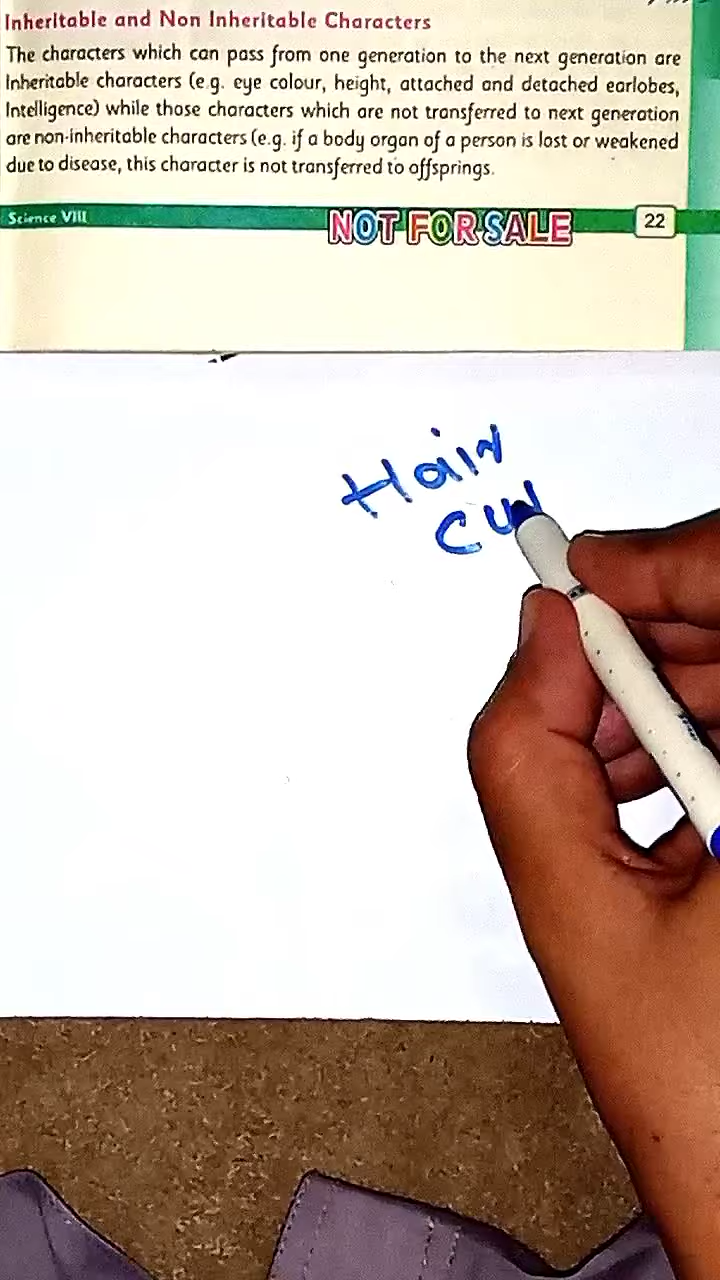 Inheritable and Non Inheritable Characters
The characters which can pass from one generation to the next generation are
Inheritable characters (e.g. eye colour, height, attached and detached earlobes,
Intelligence) while those characters which are not transferred to next generation
are non-inheritable characters (e.g. if a body organ of a person is lost or weakened
due to disease, this character is not transferred to offsprings.
Science VIII
NOT FOR SALE
22
Hair